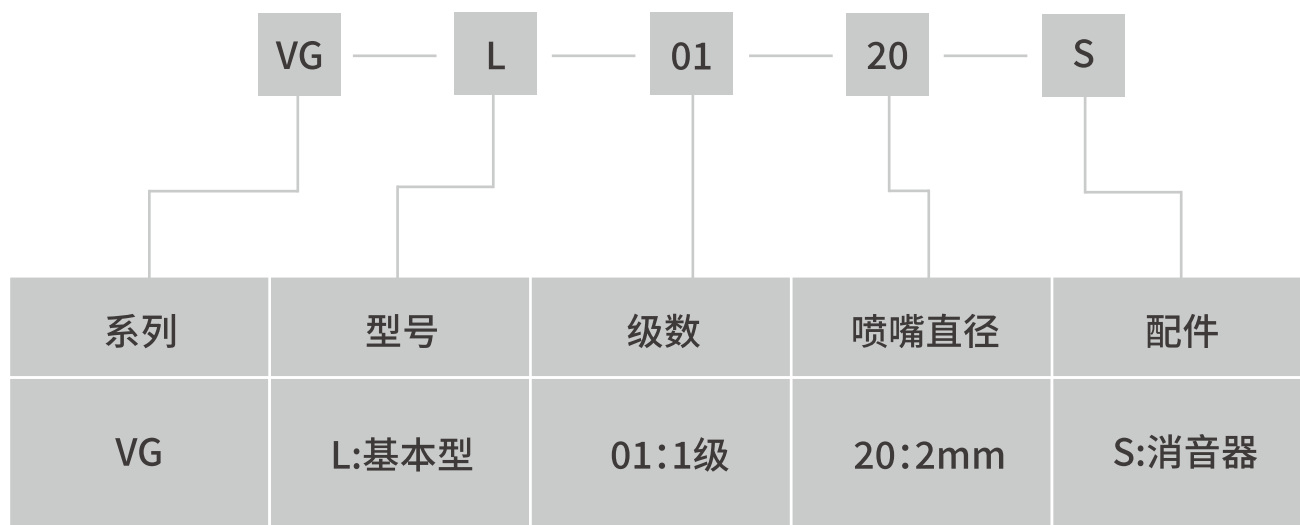 VG — L — 01 — 20 — S
系列 型号 级数 喷嘴直径 配件
VG L:基本型 01：1级 20：2mm S:消音器